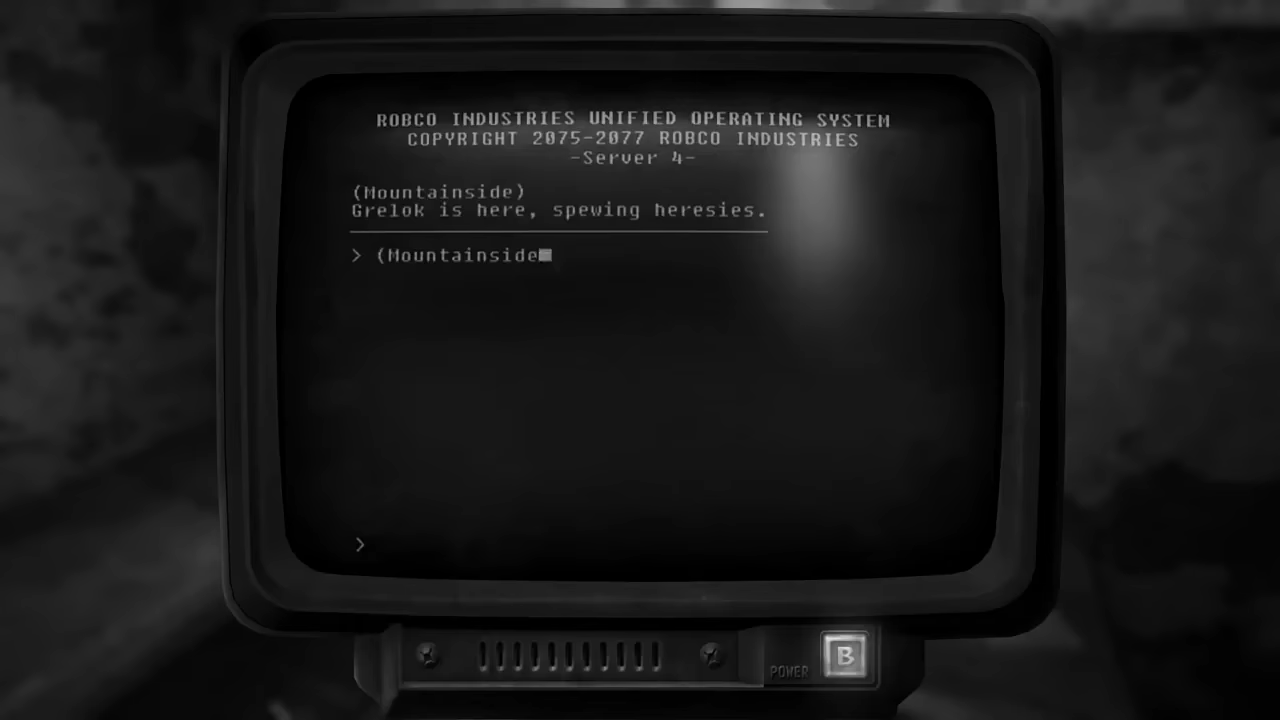 ROBCO INDUSTRIES UNIFIED OPERATING SYSTEM
COPYRIGHT 2075-2077 ROBCO INDUSTRIES
-Server 4-
(Mountainside)
Grelok is here, spewing heresies.
> (Mountainside
>
POWER
B